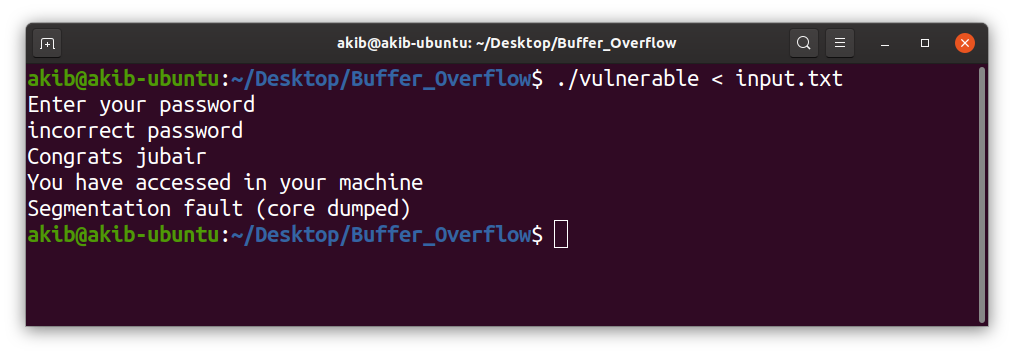 akib@akib-ubuntu: ~/Desktop/Buffer_Overflow
akib@akib-ubuntu:~/Desktop/Buffer_Overflow$ ./vulnerable < input.txt
Enter your password
incorrect password
Congrats jubair
You have accessed in your machine
Segmentation fault (core dumped)
akib@akib-ubuntu:~/Desktop/Buffer_Overflow$